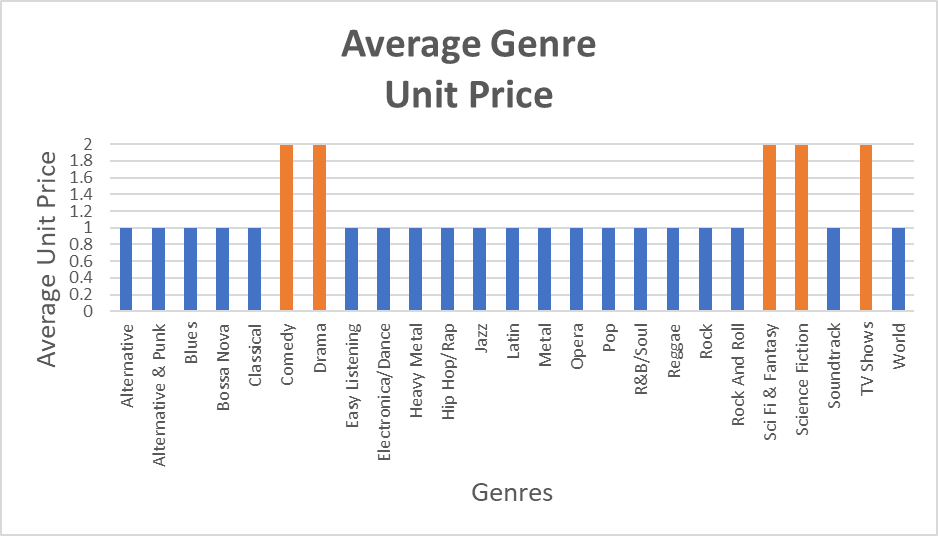 Average Genre
Unit Price
Average Unit Price
2
1.8
1.6
1.4
1.2
1
0.8
0.6
0.4
0.2
0
Alternative
Alternative & Punk
Blues
Bossa Nova
Classical
Comedy
Drama
Easy Listening
Electronica/Dance
Heavy Metal
Hip Hop/Rap
Jazz
Latin
Metal
Opera
Pop
R&B/Soul
Reggae
Rock
Rock And Roll
Sci Fi & Fantasy
Science Fiction
Soundtrack
TV Shows
World
Genres